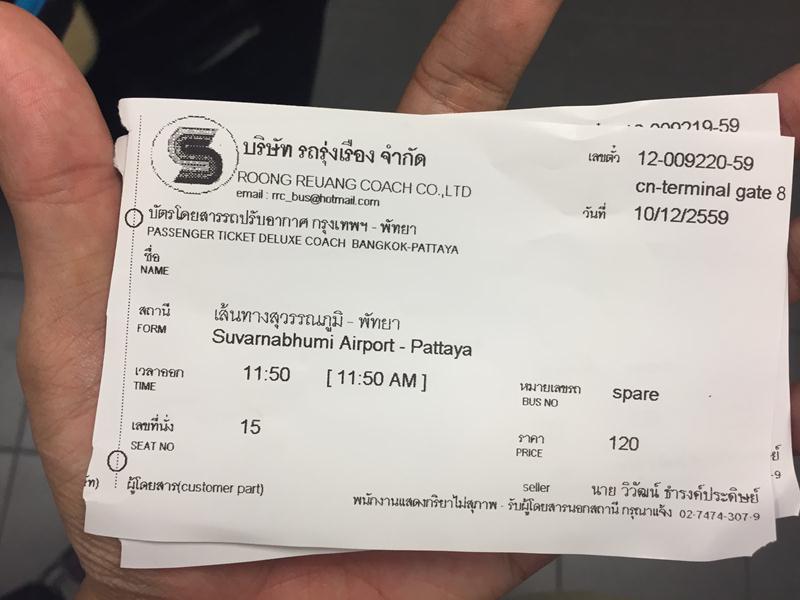 009219-59
บริษัท รถรุ่งเรือง จำกัด
เลขตั๋ว 12-009220-59
ROONG REUANG COACH CO.,LTD
cn-terminal gate 8
email : rrc_bus@hotmail.com
วันที่ 10/12/2559
บัตรโดยสารรถปรับอากาศ กรุงเทพฯ - พัทยา
PASSENGER TICKET DELUXE COACH BANGKOK-PATTAYA
ชื่อ
NAME
สถานี เส้นทางสุวรรณภูมิ - พัทยา
FORM Suvarnabhumi Airport - Pattaya
เวลาออก 11:50 [ 11:50 AM ]
TIME
หมายเลขรถ spare
BUS NO
เลขที่นั่ง 15
SEAT NO
ราคา 120
PRICE
ผู้โดยสาร(customer part)
seller นาย วิวัฒน์ ธำรงค์ประดิษย์
พนักงานแสดงกริยาไม่สุภาพ - รับผู้โดยสารนอกสถานี กรุณาแจ้ง 02-7474-307-9